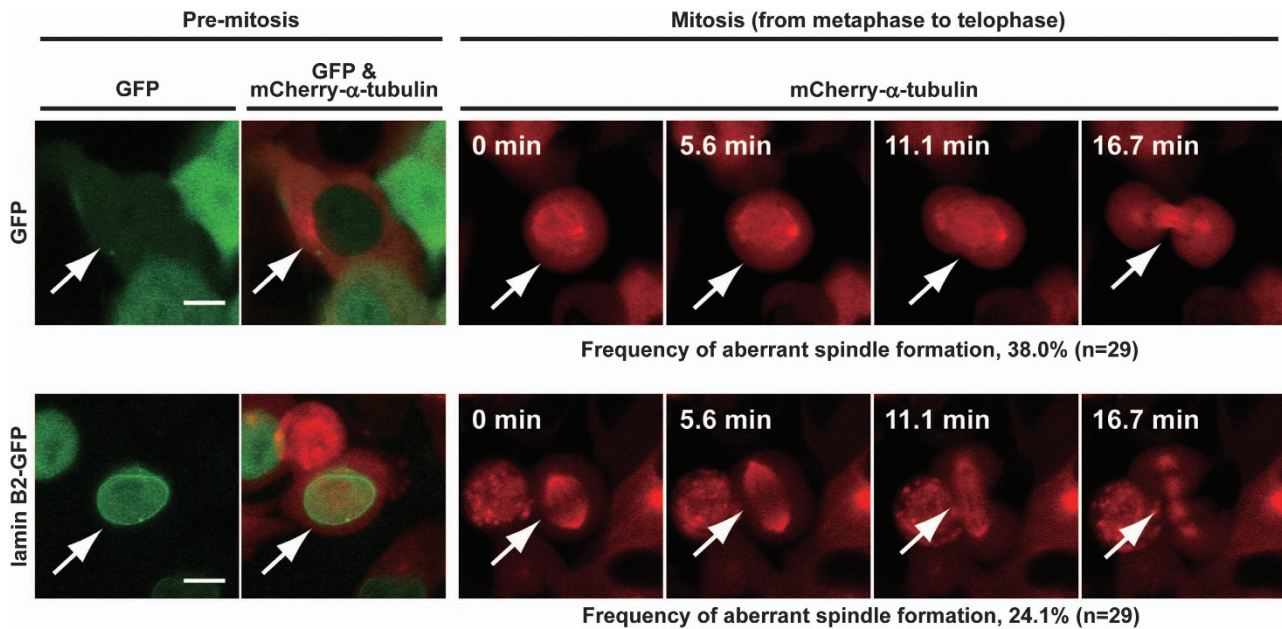 Pre-mitosis
Mitosis (from metaphase to telophase)
GFP
GFP &
mCherry-α-tubulin
mCherry-α-tubulin
GFP
0 min
5.6 min
11.1 min
16.7 min
Frequency of aberrant spindle formation, 38.0% (n=29)
lamin B2-GFP
0 min
5.6 min
11.1 min
16.7 min
Frequency of aberrant spindle formation, 24.1% (n=29)